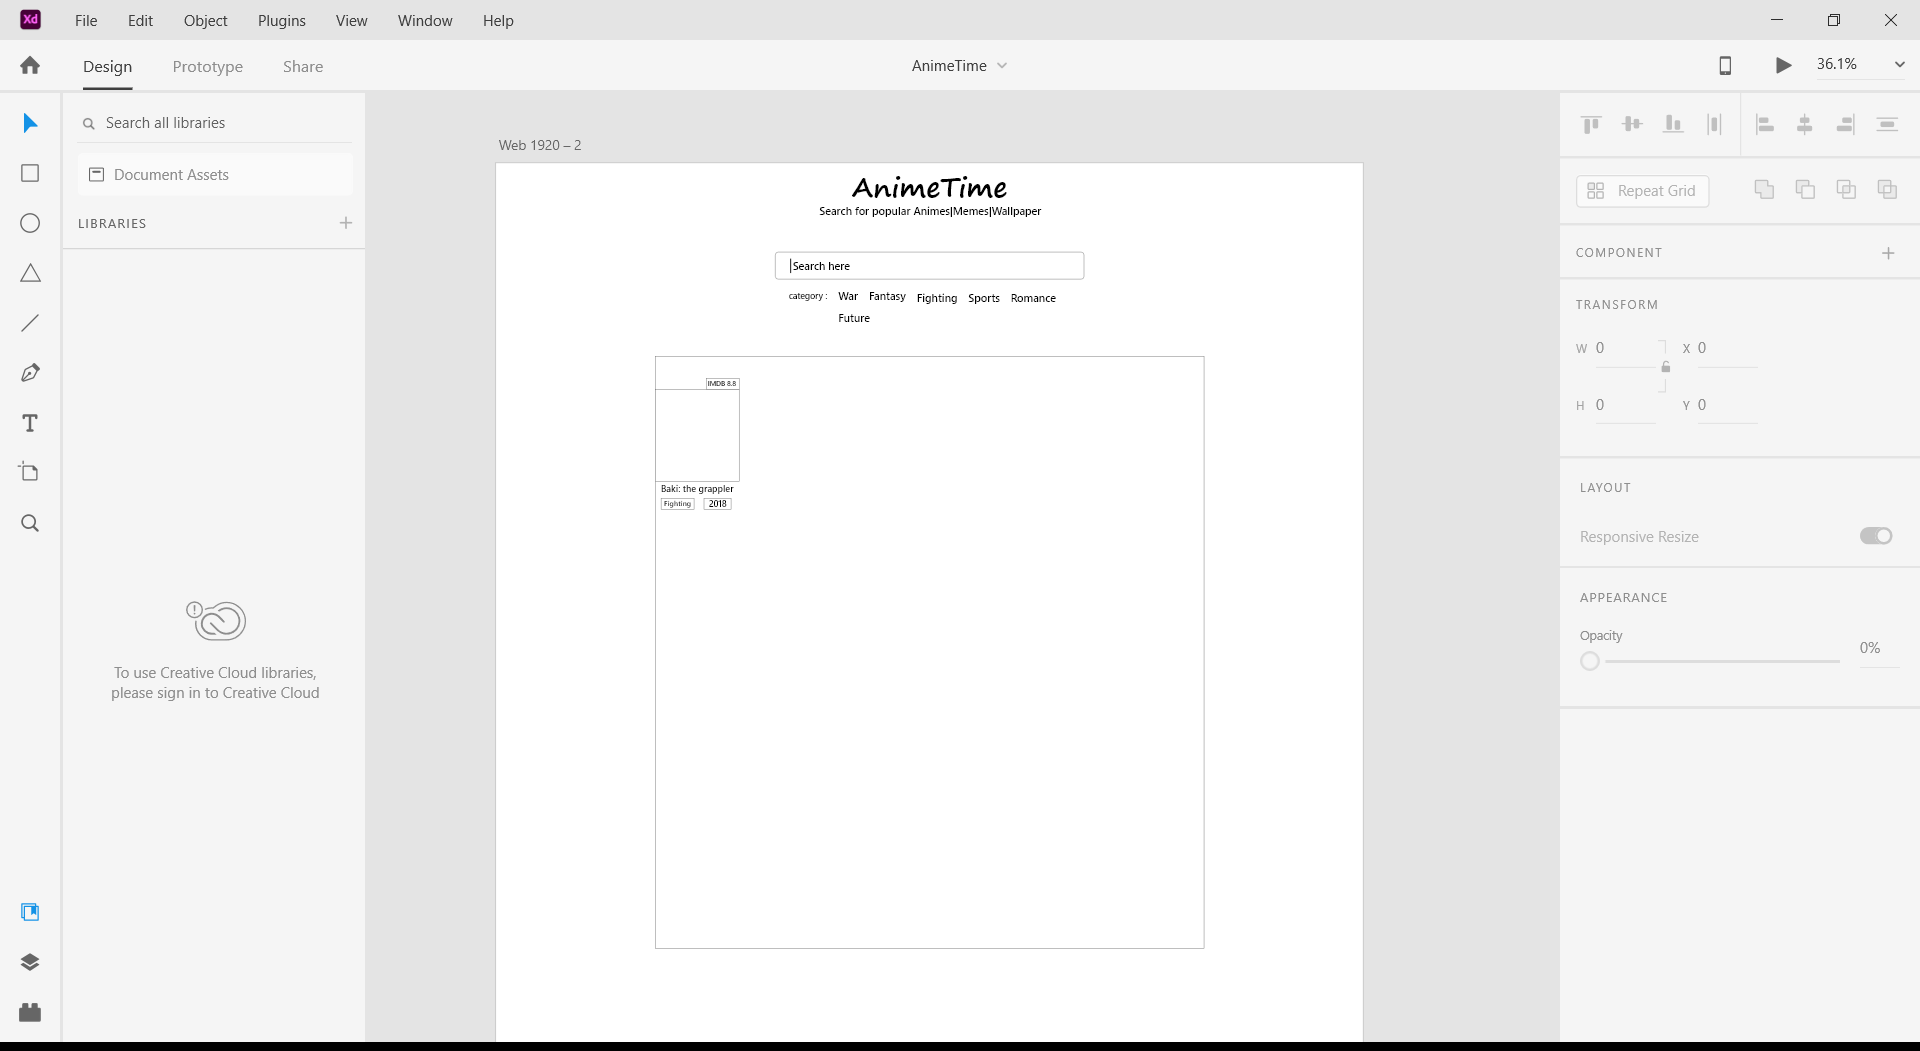 Xd File Edit Object Plugins View Window Help
Design Prototype Share AnimeTime 36.1%
Search all libraries
Document Assets
LIBRARIES
To use Creative Cloud libraries,
please sign in to Creative Cloud
Web 1920 – 2
AnimeTime
Search for popular Animes|Memes|Wallpaper
Search here
category : War Fantasy Fighting Sports Romance
Future
IMDB 8.8
Baki: the grappler
Fighting 2018
Repeat Grid
COMPONENT
TRANSFORM
W 0 X 0
H 0 Y 0
LAYOUT
Responsive Resize
APPEARANCE
Opacity
0%